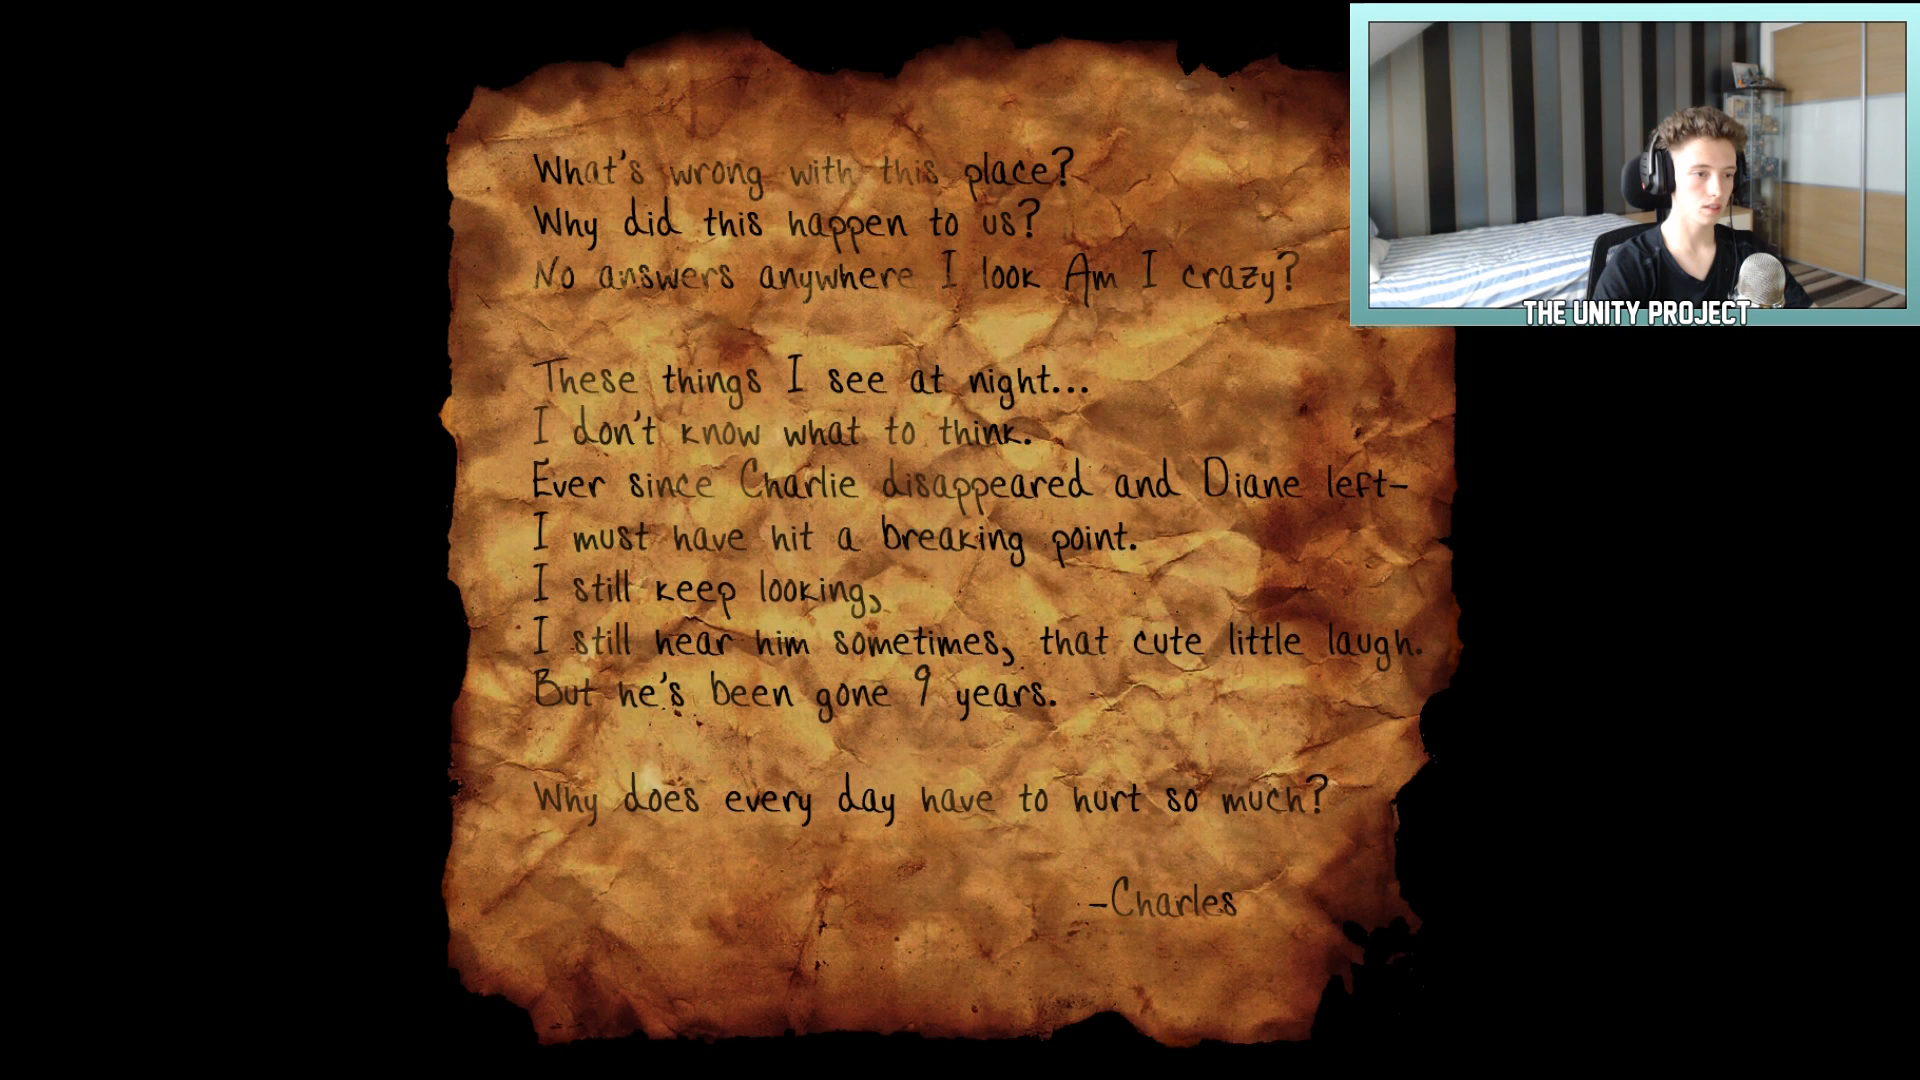 What's wrong with this place?
Why did this happen to us?
No answers anywhere I look Am I crazy?
These things I see at night...
I don't know what to think.
Ever since Charlie disappeared and Diane left-
I must have hit a breaking point.
I still keep looking,
I still hear him sometimes, that cute little laugh.
But he's been gone 9 years.
Why does every day have to hurt so much?
-Charles
THE UNITY PROJECT